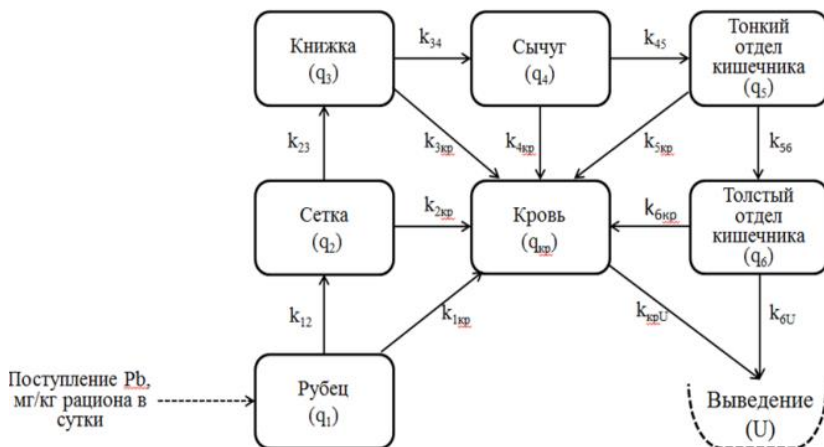 Книжка
(q₃)
k₃₄
Сычуг
(q₄)
k₄₅
Тонкий
отдел
кишечника
(q₅)
k₂₃
k₃кр
k₄кр
k₅кр
k₅₆
Сетка
(q₂)
k₂кр
Кровь
(qкр)
k₆кр
Толстый
отдел
кишечника
(q₆)
k₁₂
k₁кр
kкрU
k₆U
Поступление Pb,
мг/кг рациона в
сутки
Рубец
(q₁)
Выведение
(U)